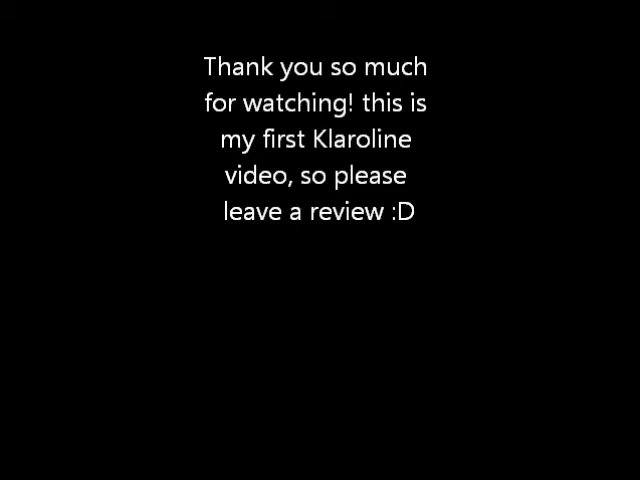 Thank you so much
for watching! this is
my first Klaroline
video, so please
leave a review :D